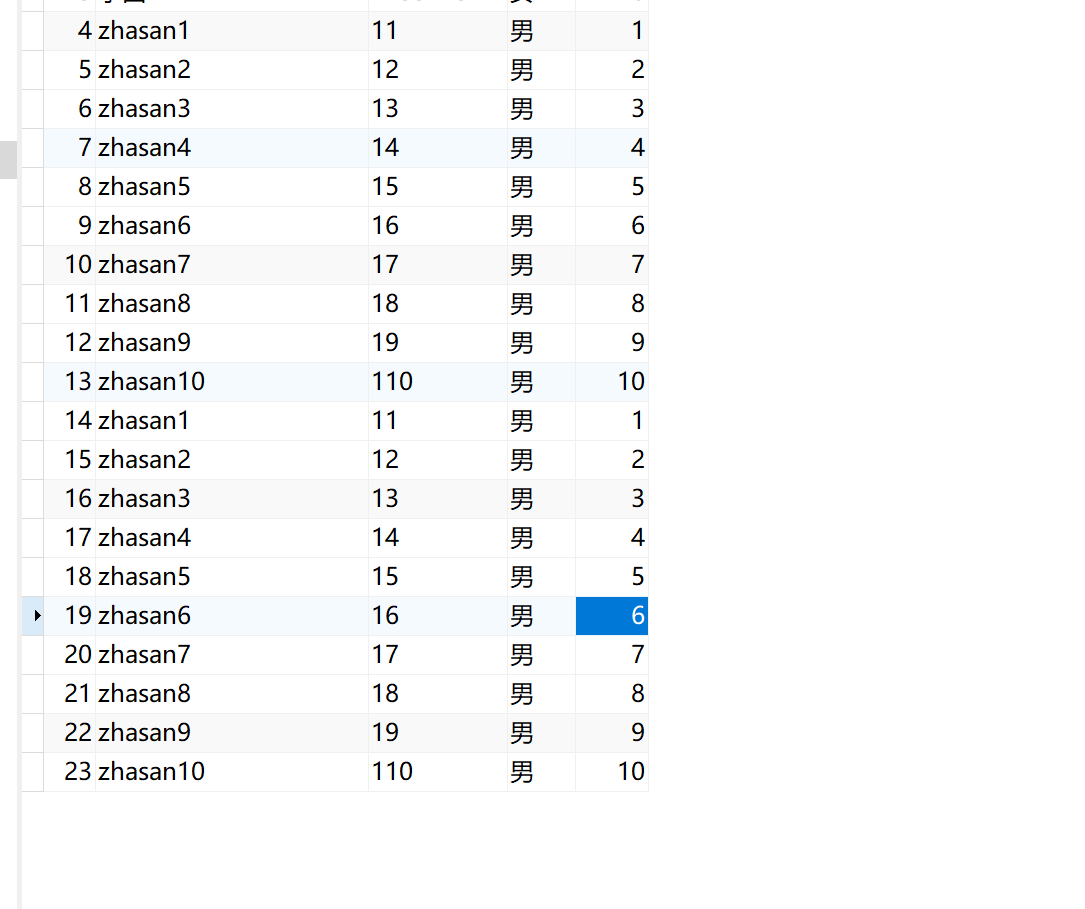 4 zhasan1 11 男 1
5 zhasan2 12 男 2
6 zhasan3 13 男 3
7 zhasan4 14 男 4
8 zhasan5 15 男 5
9 zhasan6 16 男 6
10 zhasan7 17 男 7
11 zhasan8 18 男 8
12 zhasan9 19 男 9
13 zhasan10 110 男 10
14 zhasan1 11 男 1
15 zhasan2 12 男 2
16 zhasan3 13 男 3
17 zhasan4 14 男 4
18 zhasan5 15 男 5
19 zhasan6 16 男 6
20 zhasan7 17 男 7
21 zhasan8 18 男 8
22 zhasan9 19 男 9
23 zhasan10 110 男 10